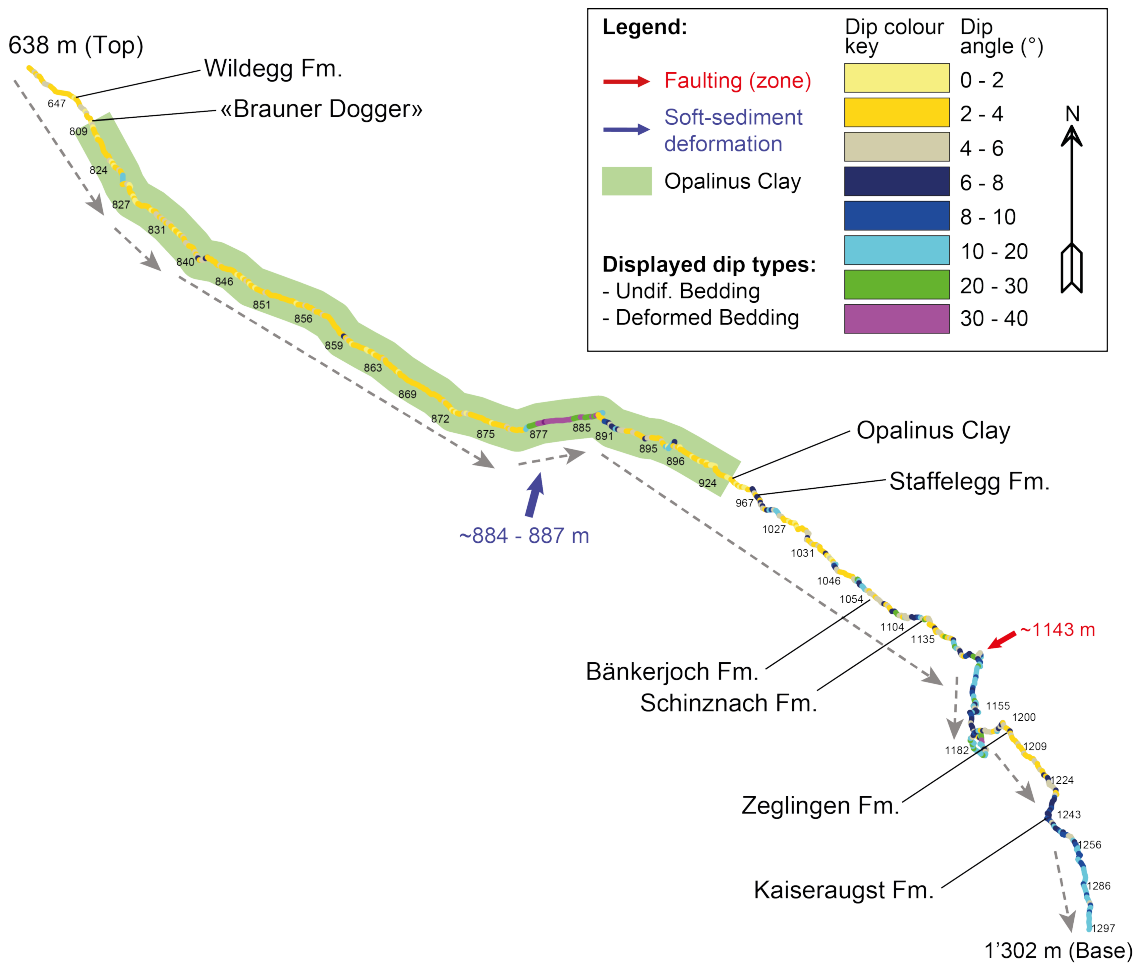 638 m (Top)
Wildegg Fm.
«Brauner Dogger»
647
809
824
827
831
840
846
851
856
859
863
869
872
875
877
885
891
895
896
924
967
1027
1031
1046
1054
1104
1135
1155
1182
1200
1209
1224
1243
1256
1286
1297
Legend:
Faulting (zone)
Soft-sediment
deformation
Opalinus Clay
Displayed dip types:
- Undif. Bedding
- Deformed Bedding
Dip colour
key
Dip
angle (°)
0 - 2
2 - 4
4 - 6
6 - 8
8 - 10
10 - 20
20 - 30
30 - 40
N
~884 - 887 m
Opalinus Clay
Staffelegg Fm.
~1143 m
Bänkerjoch Fm.
Schinznach Fm.
Zeglingen Fm.
Kaiseraugst Fm.
1’302 m (Base)